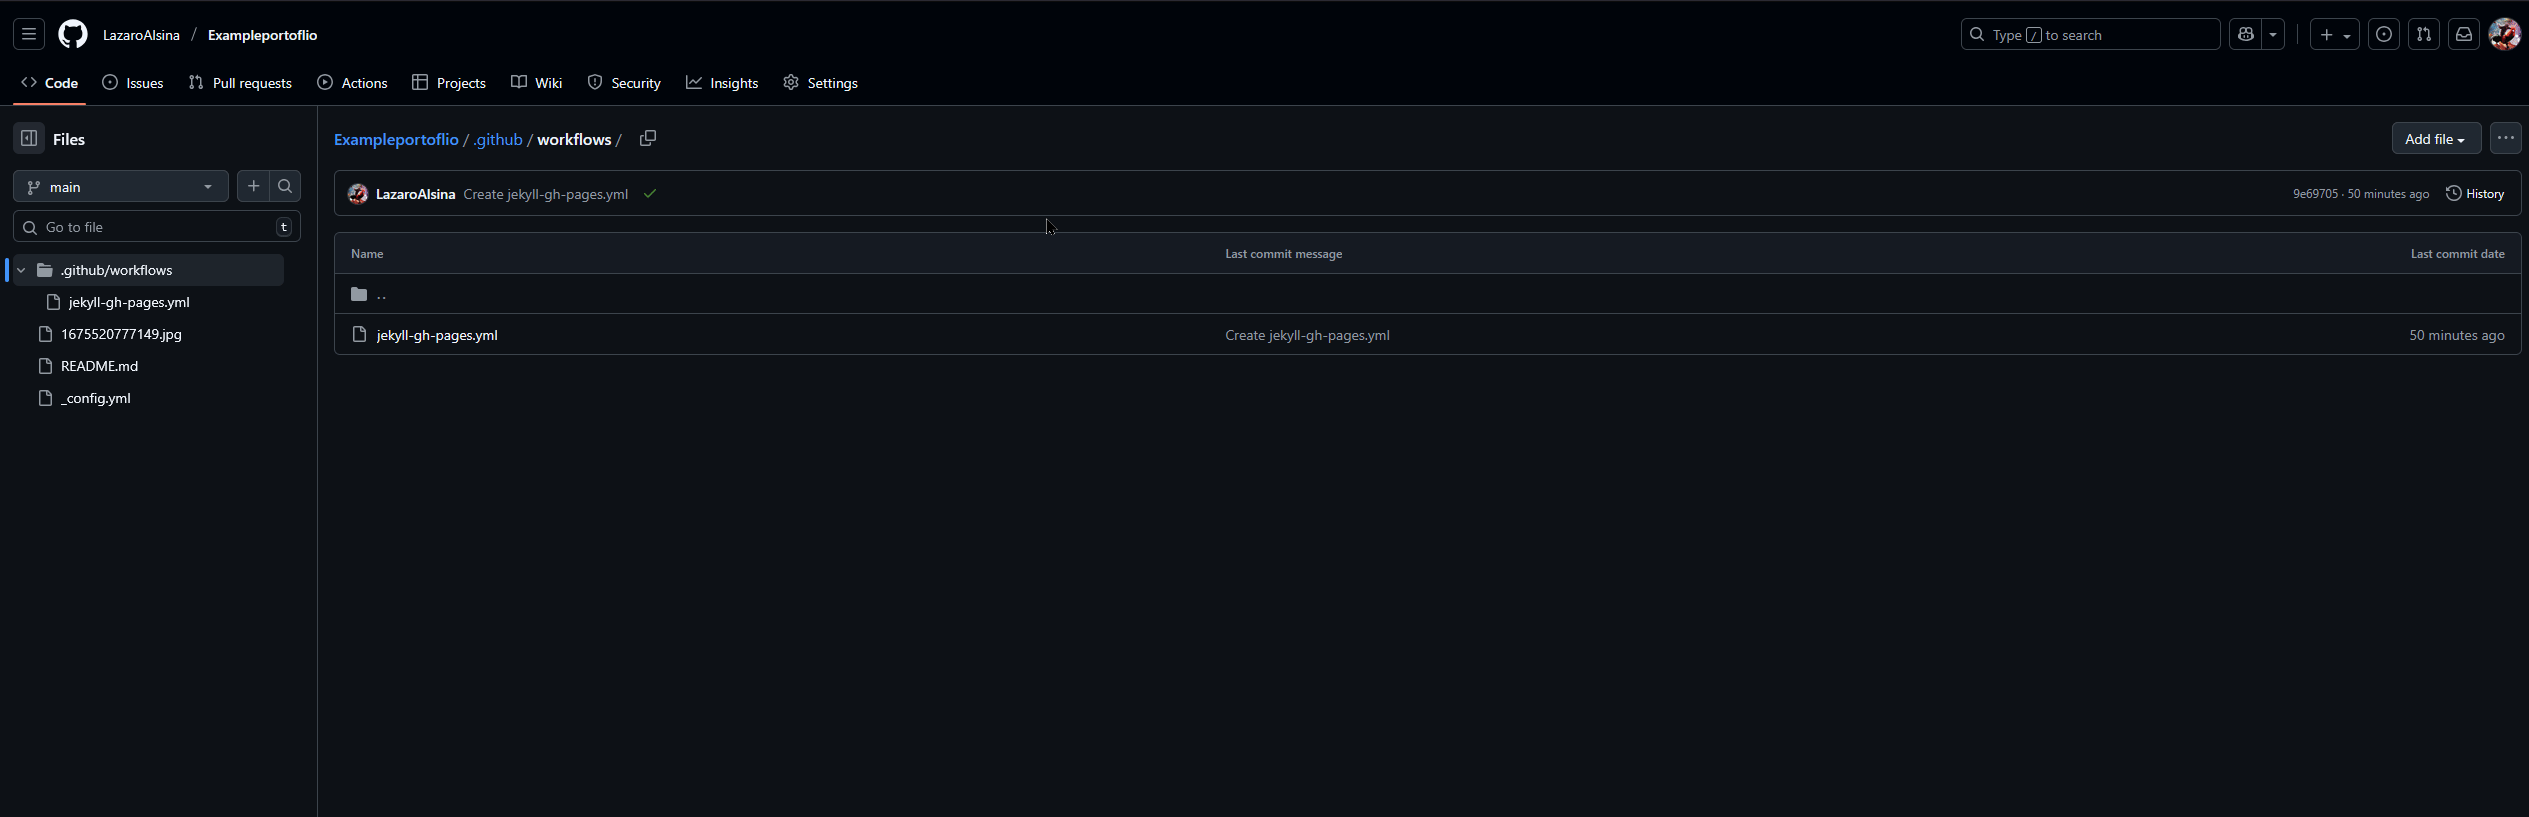 LazaroAlsina / Exampleportoflio
Type / to search
Code Issues Pull requests Actions Projects Wiki Security Insights Settings
Files
main
Go to file t
.github/workflows
jekyll-gh-pages.yml
1675520777149.jpg
README.md
_config.yml
Exampleportoflio / .github / workflows /
Add file
LazaroAlsina Create jekyll-gh-pages.yml
9e69705 · 50 minutes ago History
Name Last commit message Last commit date
..
jekyll-gh-pages.yml Create jekyll-gh-pages.yml 50 minutes ago